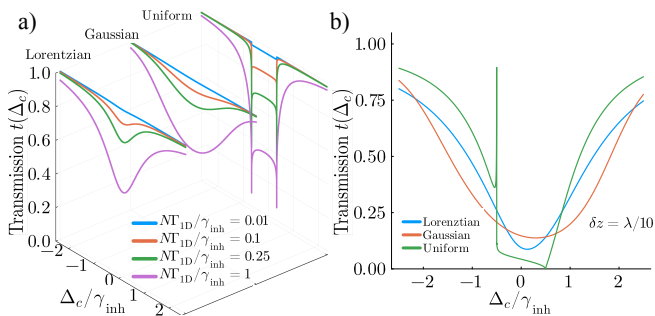 a)
Uniform
Gaussian
Lorentzian
Transmission t(Δc)
1.0
0.8
0.6
0.4
0.2
0.0
−2
−1
0
1
2
Δc/γinh
NΓ1D/γinh = 0.01
NΓ1D/γinh = 0.1
NΓ1D/γinh = 0.25
NΓ1D/γinh = 1
b)
Transmission t(Δc)
1.00
0.75
0.50
0.25
0.00
−2
−1
0
1
2
Δc/γinh
Lorenztian
Gaussian
Uniform
δz = λ/10